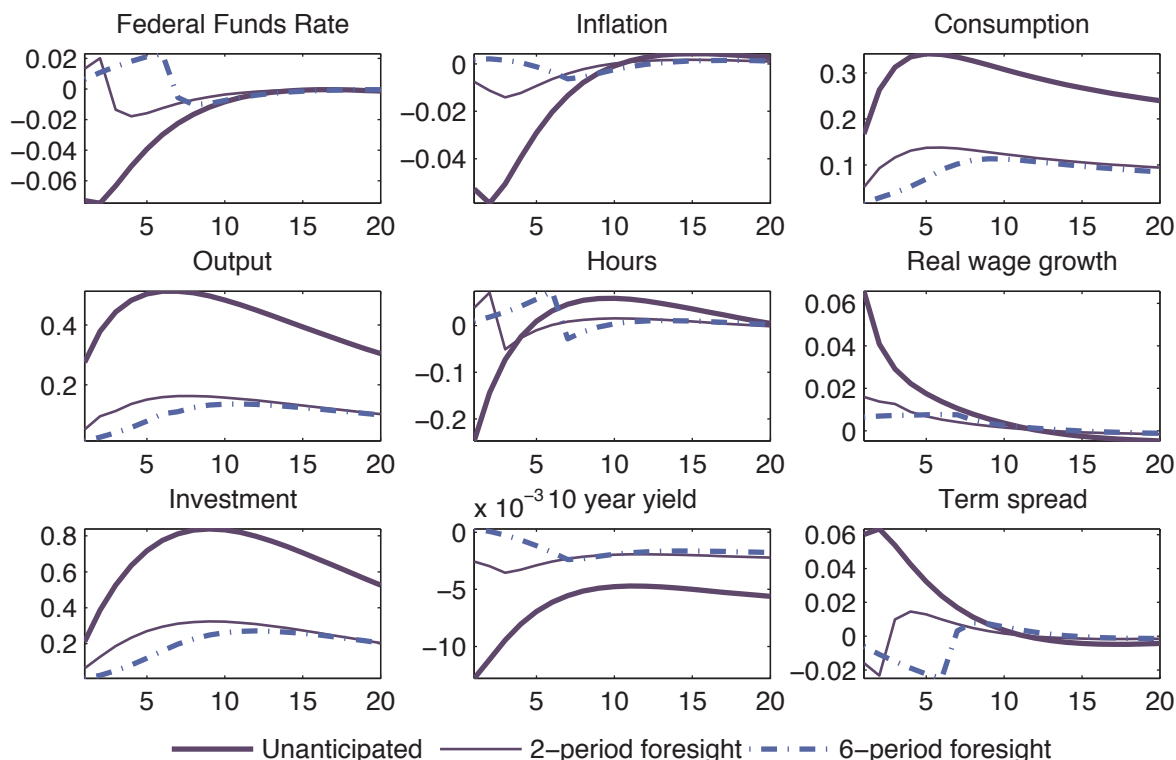 Federal Funds Rate
0.02
0
−0.02
−0.04
−0.06
5 10 15 20
Inflation
0
−0.02
−0.04
5 10 15 20
Consumption
0.3
0.2
0.1
5 10 15 20
Output
0.4
0.2
5 10 15 20
Hours
0
−0.1
−0.2
5 10 15 20
Real wage growth
0.06
0.04
0.02
0
5 10 15 20
Investment
0.8
0.6
0.4
0.2
5 10 15 20
x 10−3 10 year yield
0
−5
−10
5 10 15 20
Term spread
0.06
0.04
0.02
0
−0.02
5 10 15 20
Unanticipated 2−period foresight 6−period foresight